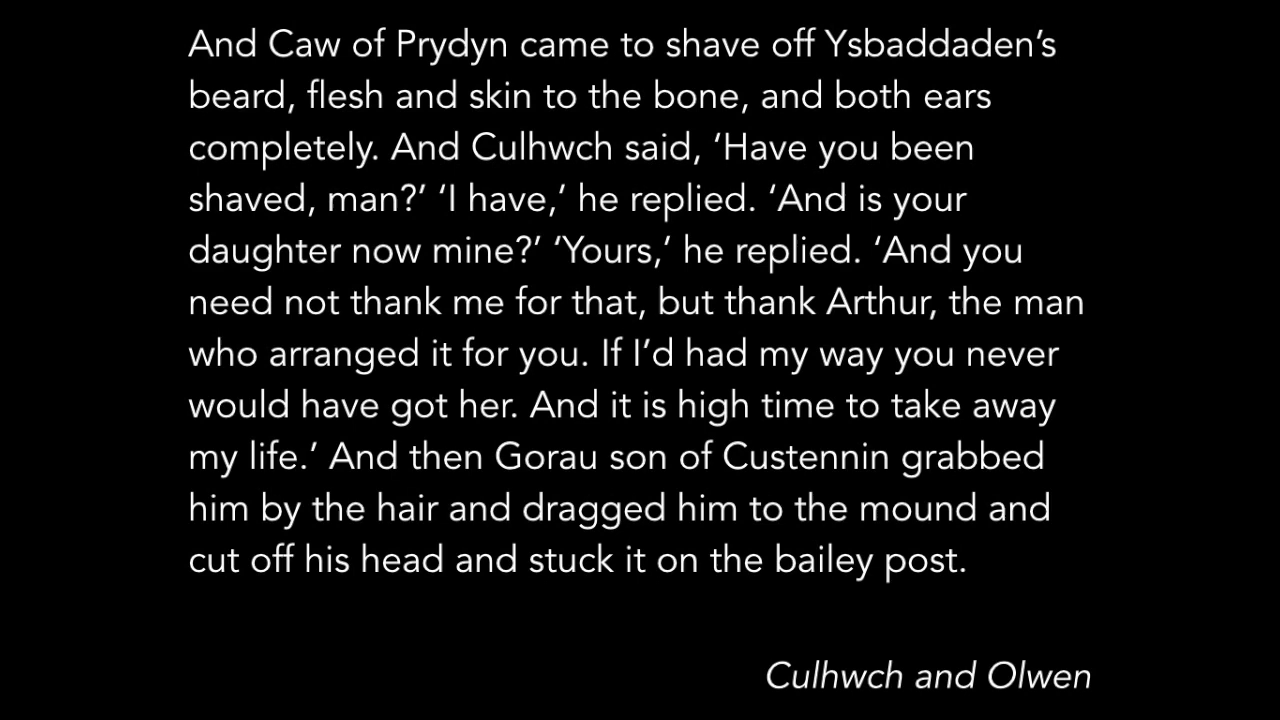 And Caw of Prydyn came to shave off Ysbaddaden’s
beard, flesh and skin to the bone, and both ears
completely. And Culhwch said, ‘Have you been
shaved, man?’ ‘I have,’ he replied. ‘And is your
daughter now mine?’ ‘Yours,’ he replied. ‘And you
need not thank me for that, but thank Arthur, the man
who arranged it for you. If I’d had my way you never
would have got her. And it is high time to take away
my life.’ And then Gorau son of Custennin grabbed
him by the hair and dragged him to the mound and
cut off his head and stuck it on the bailey post.
Culhwch and Olwen